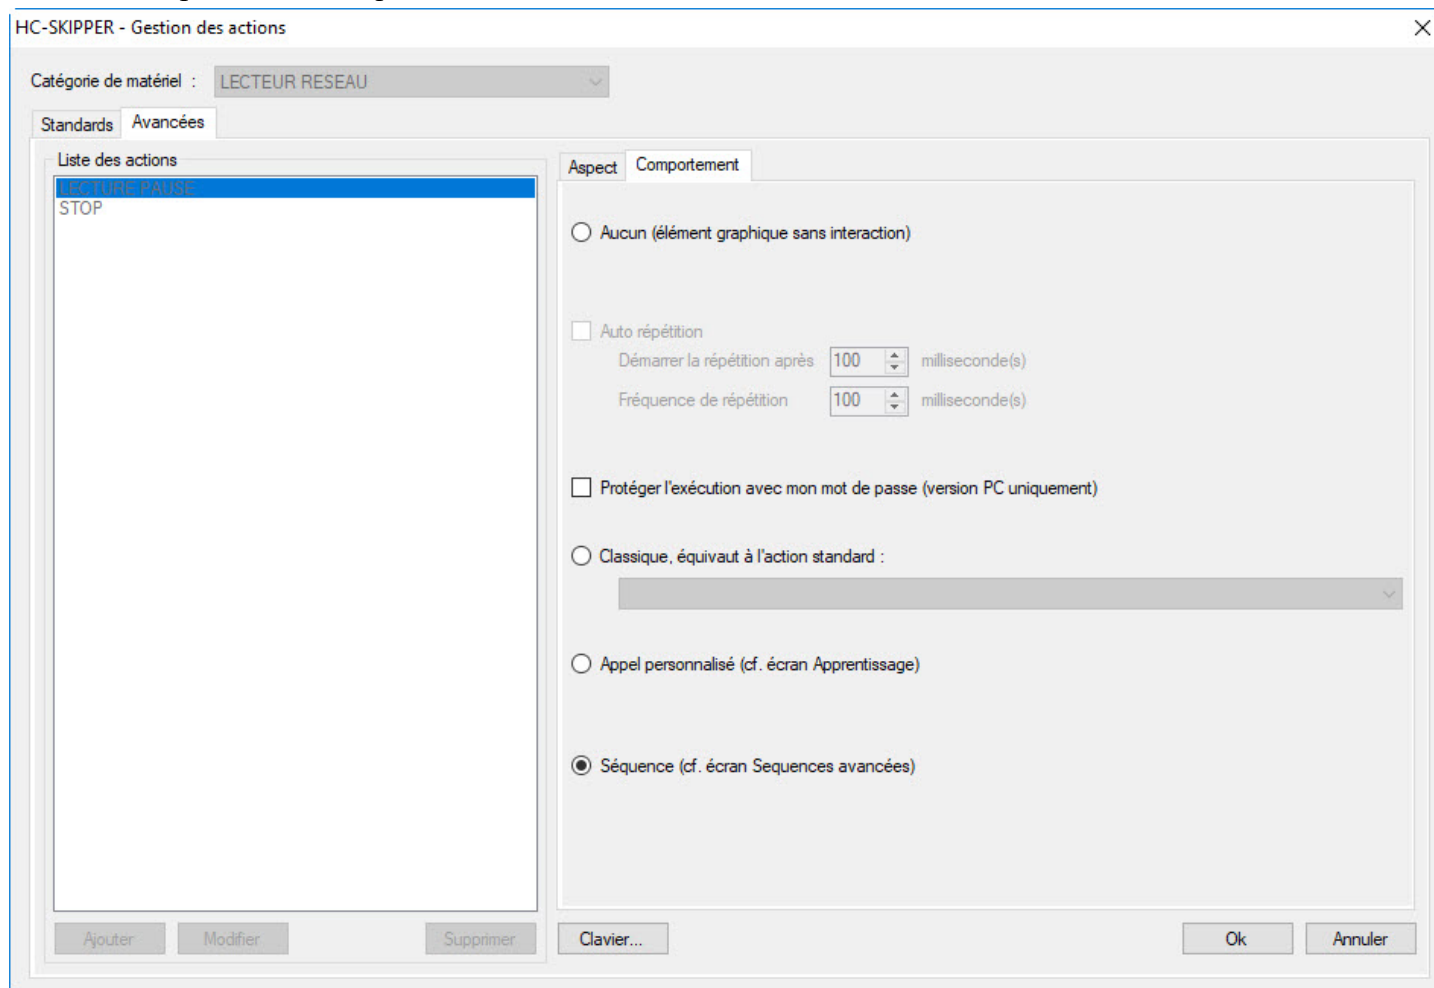 HC-SKIPPER - Gestion des actions
Catégorie de matériel : LECTEUR RESEAU
Standards Avancées
Liste des actions
LECTURE PAUSE
STOP
Aspect Comportement
Aucun (élément graphique sans interaction)
Auto répétition
Démarrer la répétition après 100 milliseconde(s)
Fréquence de répétition 100 milliseconde(s)
Protéger l'exécution avec mon mot de passe (version PC uniquement)
Classique, équivaut à l'action standard :
Appel personnalisé (cf. écran Apprentissage)
Séquence (cf. écran Sequences avancées)
Ajouter Modifier Supprimer Clavier... Ok Annuler